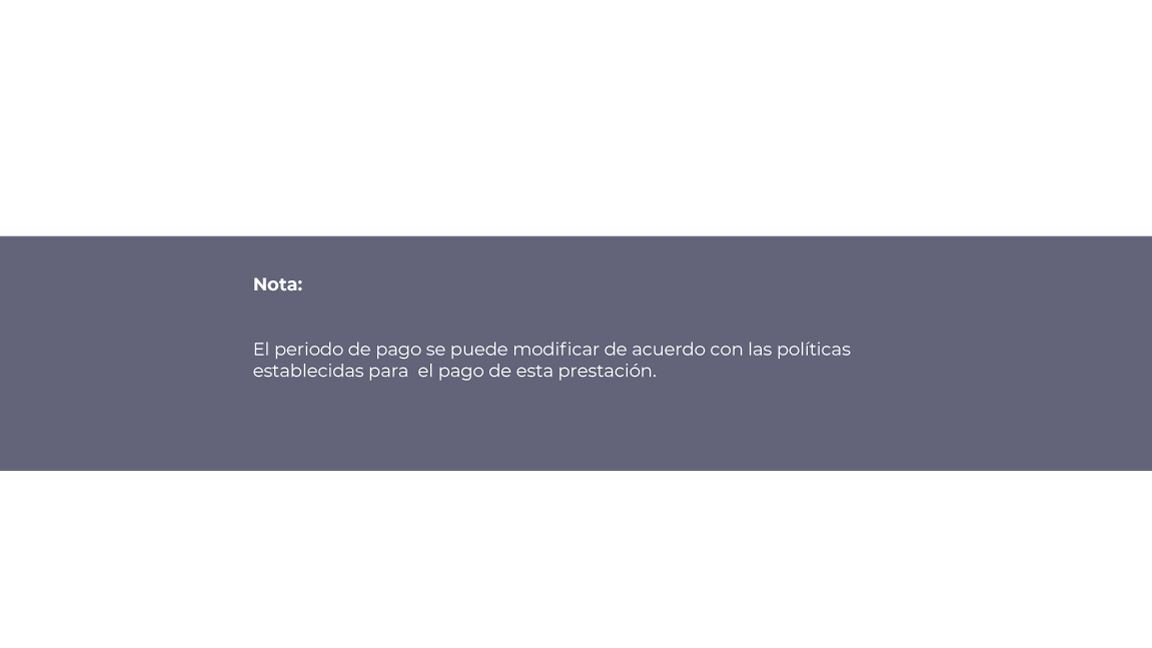 Nota:
El periodo de pago se puede modificar de acuerdo con las políticas
establecidas para  el pago de esta prestación.